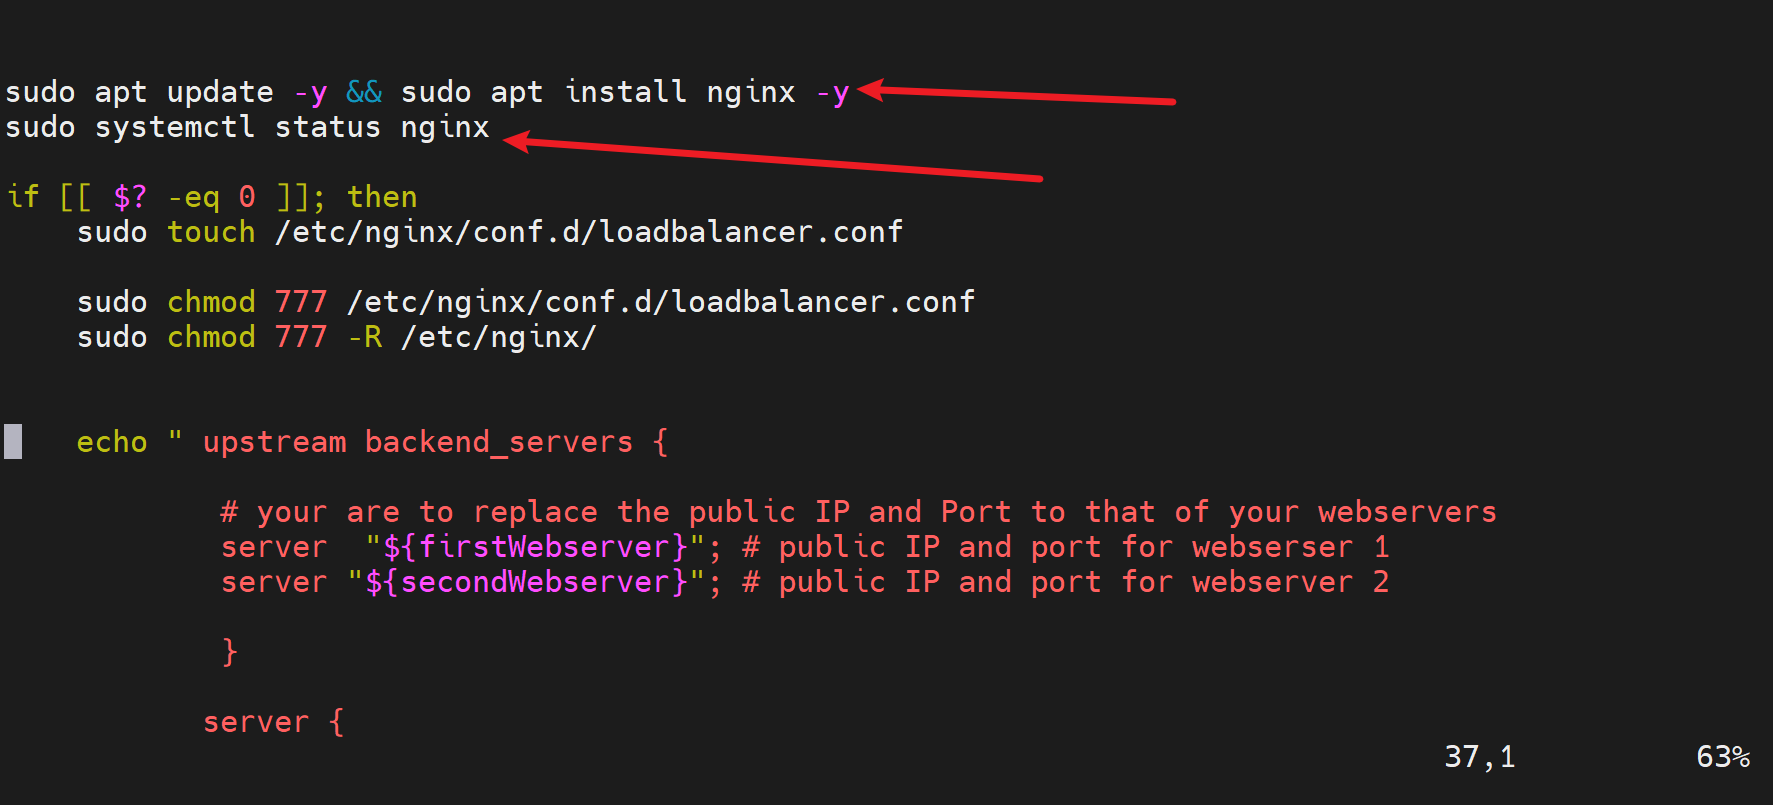 sudo apt update -y && sudo apt install nginx -y
sudo systemctl status nginx
if [[ $? -eq 0 ]]; then
sudo touch /etc/nginx/conf.d/loadbalancer.conf
sudo chmod 777 /etc/nginx/conf.d/loadbalancer.conf
sudo chmod 777 -R /etc/nginx/
echo " upstream backend_servers {
# your are to replace the public IP and Port to that of your webservers
server  "${firstWebserver}"; # public IP and port for webserser 1
server "${secondWebserver}"; # public IP and port for webserver 2
}
server {
37,1 63%